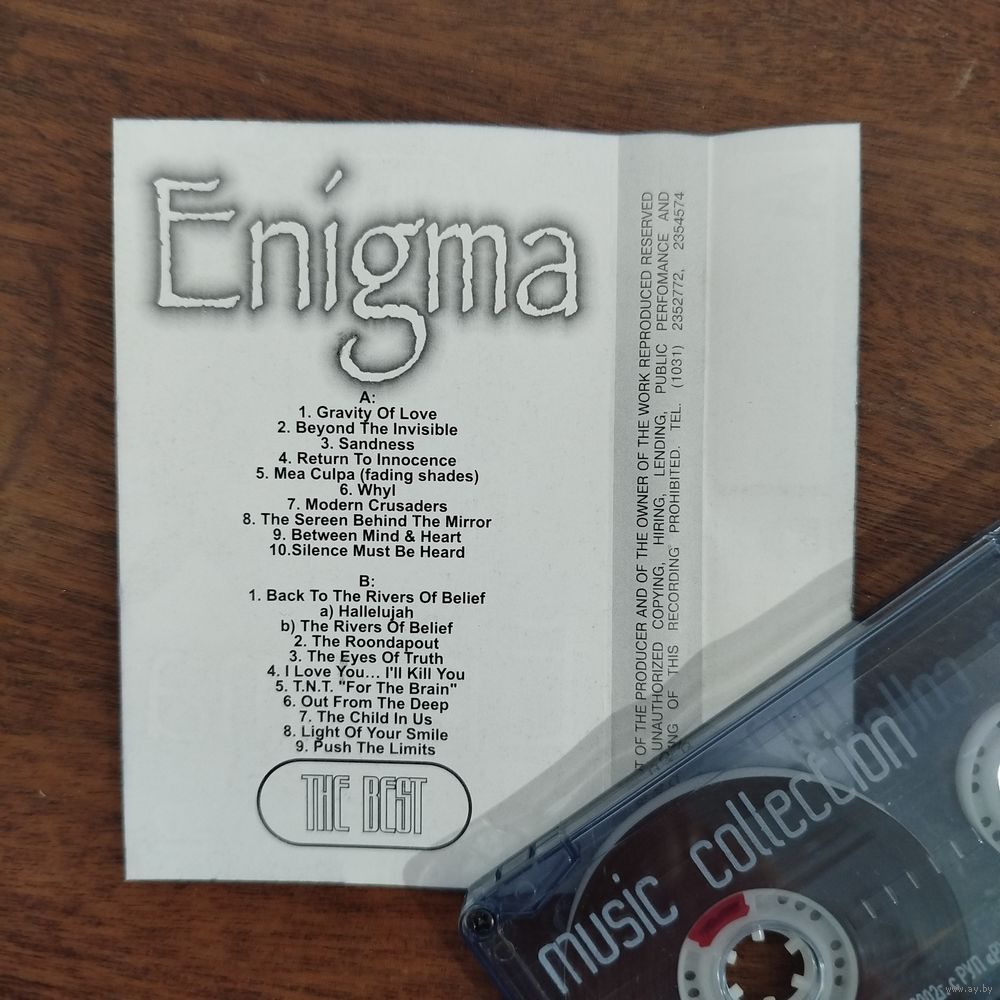 Enigma
A:
1. Gravity Of Love
2. Beyond The Invisible
3. Sandness
4. Return To Innocence
5. Mea Culpa (fading shades)
6. Whyl
7. Modern Crusaders
8. The Sereen Behind The Mirror
9. Between Mind & Heart
10.Silence Must Be Heard
B:
1. Back To The Rivers Of Belief
a) Hallelujah
b) The Rivers Of Belief
2. The Roondapout
3. The Eyes Of Truth
4. I Love You... I'll Kill You
5. T.N.T. "For The Brain"
6. Out From The Deep
7. The Child In Us
8. Light Of Your Smile
9. Push The Limits
THE BEST
OF THE PRODUCER AND OF THE OWNER OF THE WORK REPRODUCED RESERVED
UNAUTHORIZED COPYING, HIRING, LENDING, PUBLIC PERFOMANCE AND
OF THIS RECORDING PROHIBITED. TEL. (1031) 2352772, 2354574
music collection
www.ay.by